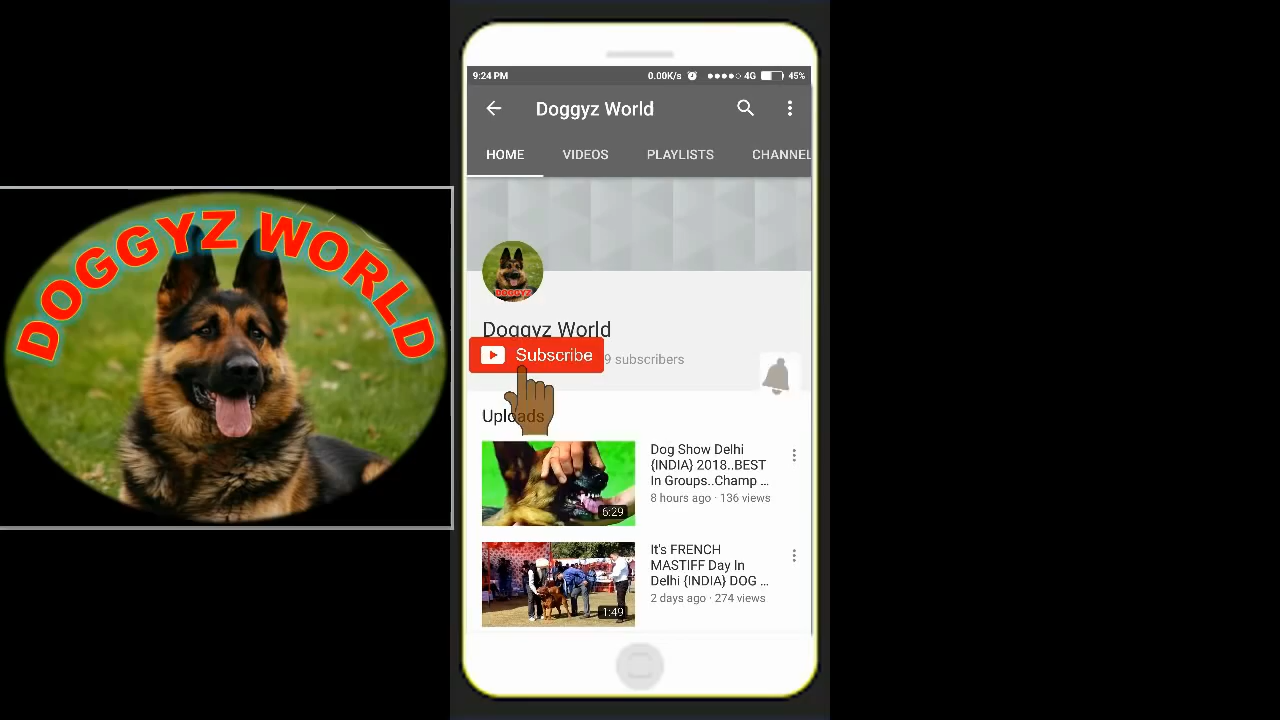 DOGGYZ WORLD
9:24 PM 0.00K/s 4G 45%
Doggyz World
HOME VIDEOS PLAYLISTS CHANNEL
DOGGYZ
Doggyz World
Subscribe 9 subscribers
Uploads
Dog Show Delhi
{INDIA} 2018..BEST
In Groups..Champ ...
8 hours ago · 136 views
6:29
It's FRENCH
MASTIFF Day In
Delhi {INDIA} DOG ...
2 days ago · 274 views
1:49